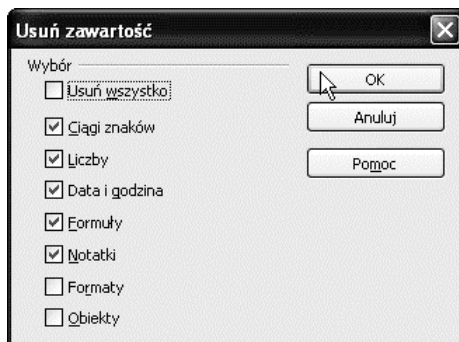 Usuń zawartość
Wybór
Usuń wszystko
Ciągi znaków
Liczby
Data i godzina
Formuły
Notatki
Formaty
Obiekty
OK
Anuluj
Pomoc